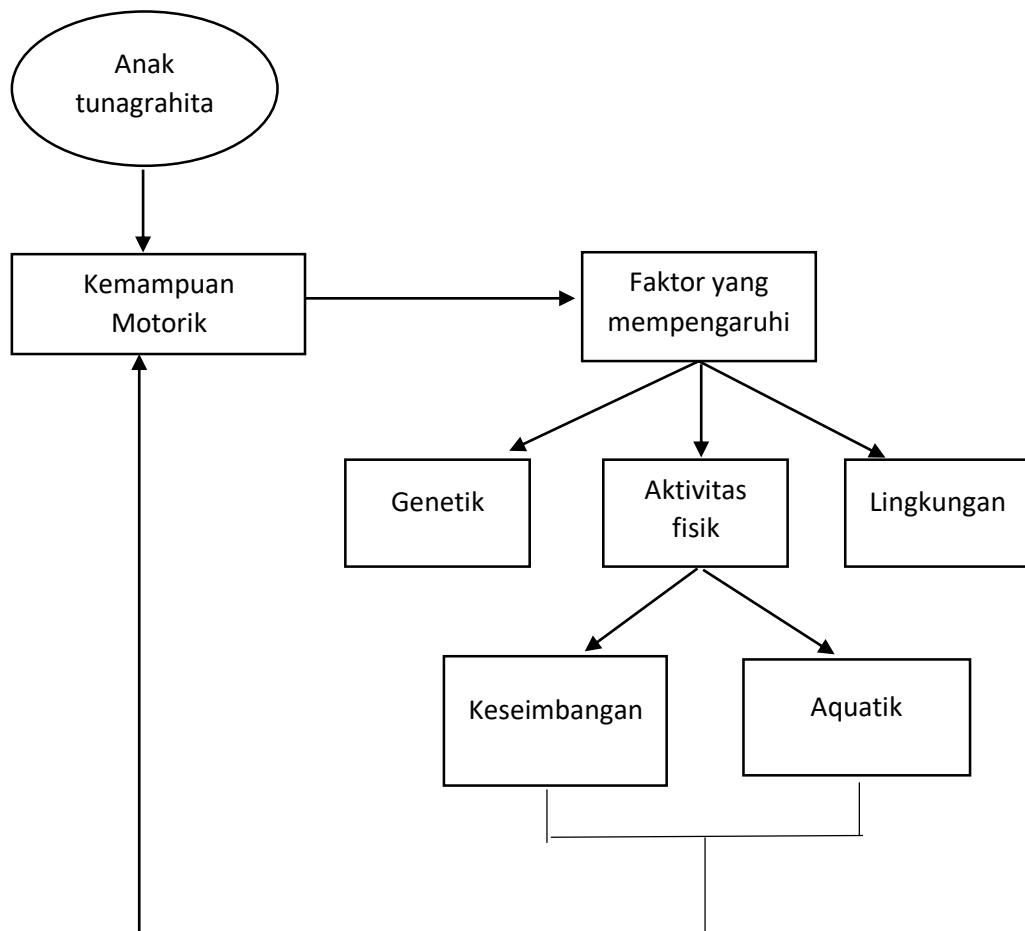 Anak
tunagrahita
Kemampuan
Motorik
Faktor yang
mempengaruhi
Genetik
Aktivitas
fisik
Lingkungan
Keseimbangan
Aquatik